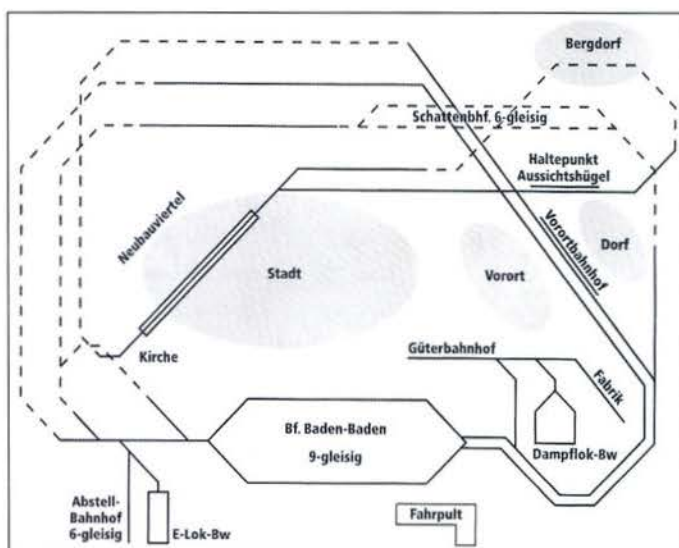 Bergdorf
Schattenbhf. 6-gleisig
Haltepunkt
Aussichtshügel
Neubauviertel
Stadt
Vorort
Vorortbahnhof
Dorf
Kirche
Güterbahnhof
Fabrik
Bf. Baden-Baden
9-gleisig
Dampflok-Bw
Abstell-
Bahnhof
6-gleisig
E-Lok-Bw
Fahrpult